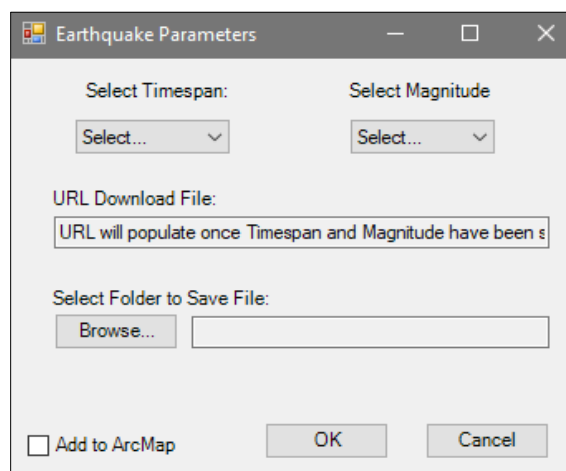 Earthquake Parameters
Select Timespan: Select Magnitude
Select... Select...
URL Download File:
URL will populate once Timespan and Magnitude have been s
Select Folder to Save File:
Browse...
Add to ArcMap OK Cancel